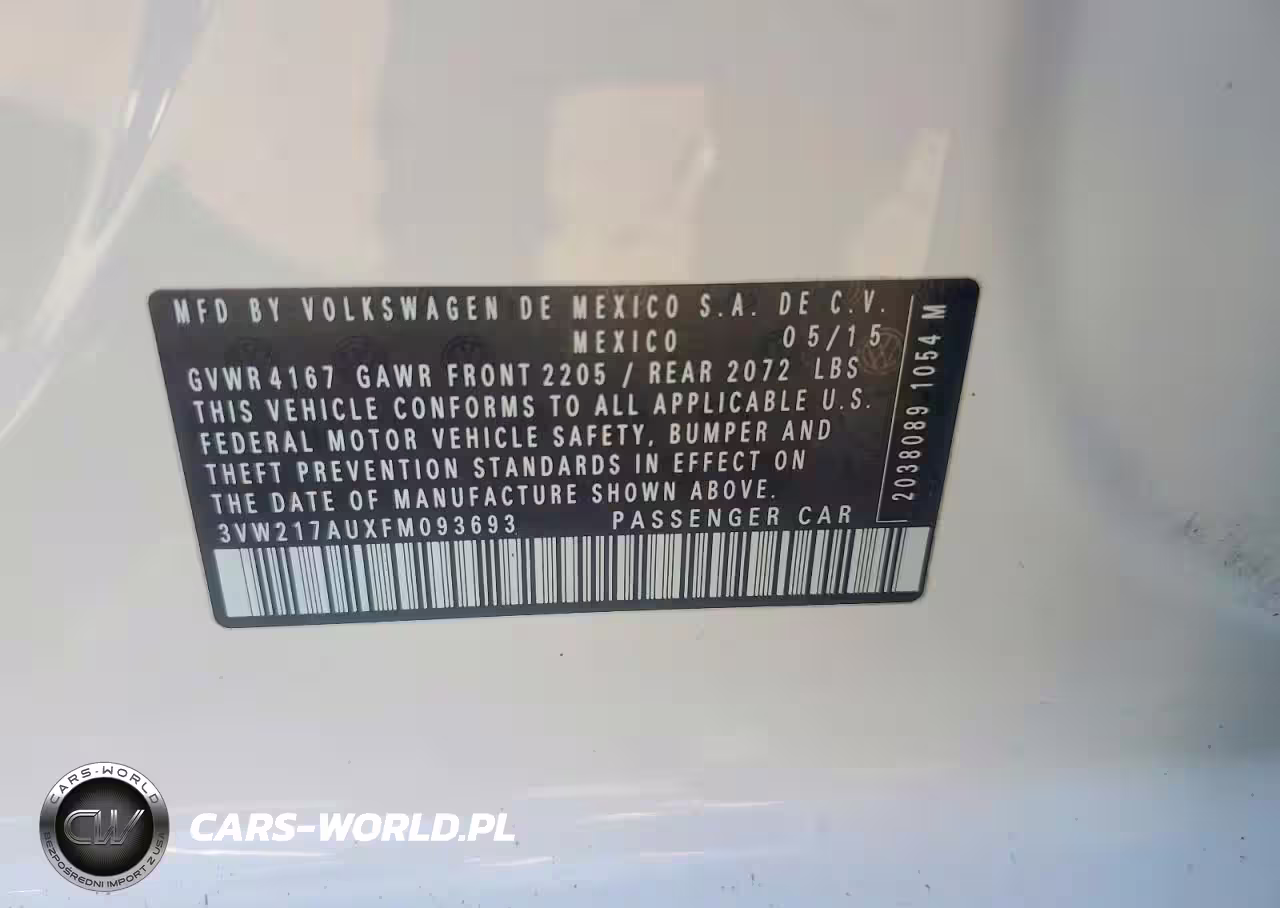 MFD BY VOLKSWAGEN DE MEXICO S.A. DE C.V.
MEXICO 05/15
GVWR 4167 GAWR FRONT 2205 / REAR 2072 LBS
THIS VEHICLE CONFORMS TO ALL APPLICABLE U.S.
FEDERAL MOTOR VEHICLE SAFETY, BUMPER AND
THEFT PREVENTION STANDARDS IN EFFECT ON
THE DATE OF MANUFACTURE SHOWN ABOVE.
3VW217AUXFM093693 PASSENGER CAR
2038089 1054 M
CARS-WORLD
CW
BEZPOŚREDNI IMPORT Z USA
CARS-WORLD.PL